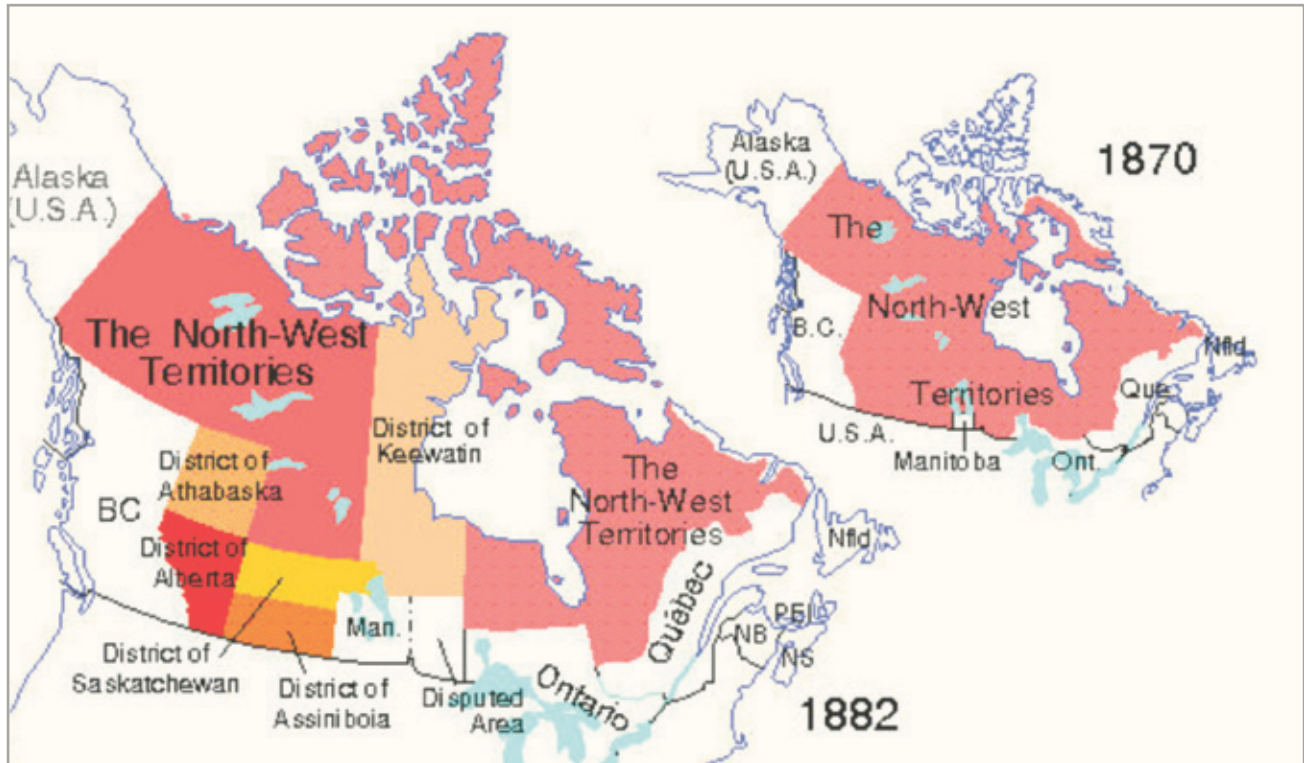 Alaska
(U.S.A.)
The North-West
Temtories
District of
Keewatin
District of
Athabaska
BC
District of
Alberta
The
North-West
Territories
Nfld
Québec
PEI
NB
NS
Man.
District of
Saskatchewan
District of
Assiniboia
Disputed
Area
Ontario
1882
Alaska
(U.S.A.)
1870
The
North-West
Territories
B.C.
Nfld
Que.
U.S.A.
Manitoba
Ont.